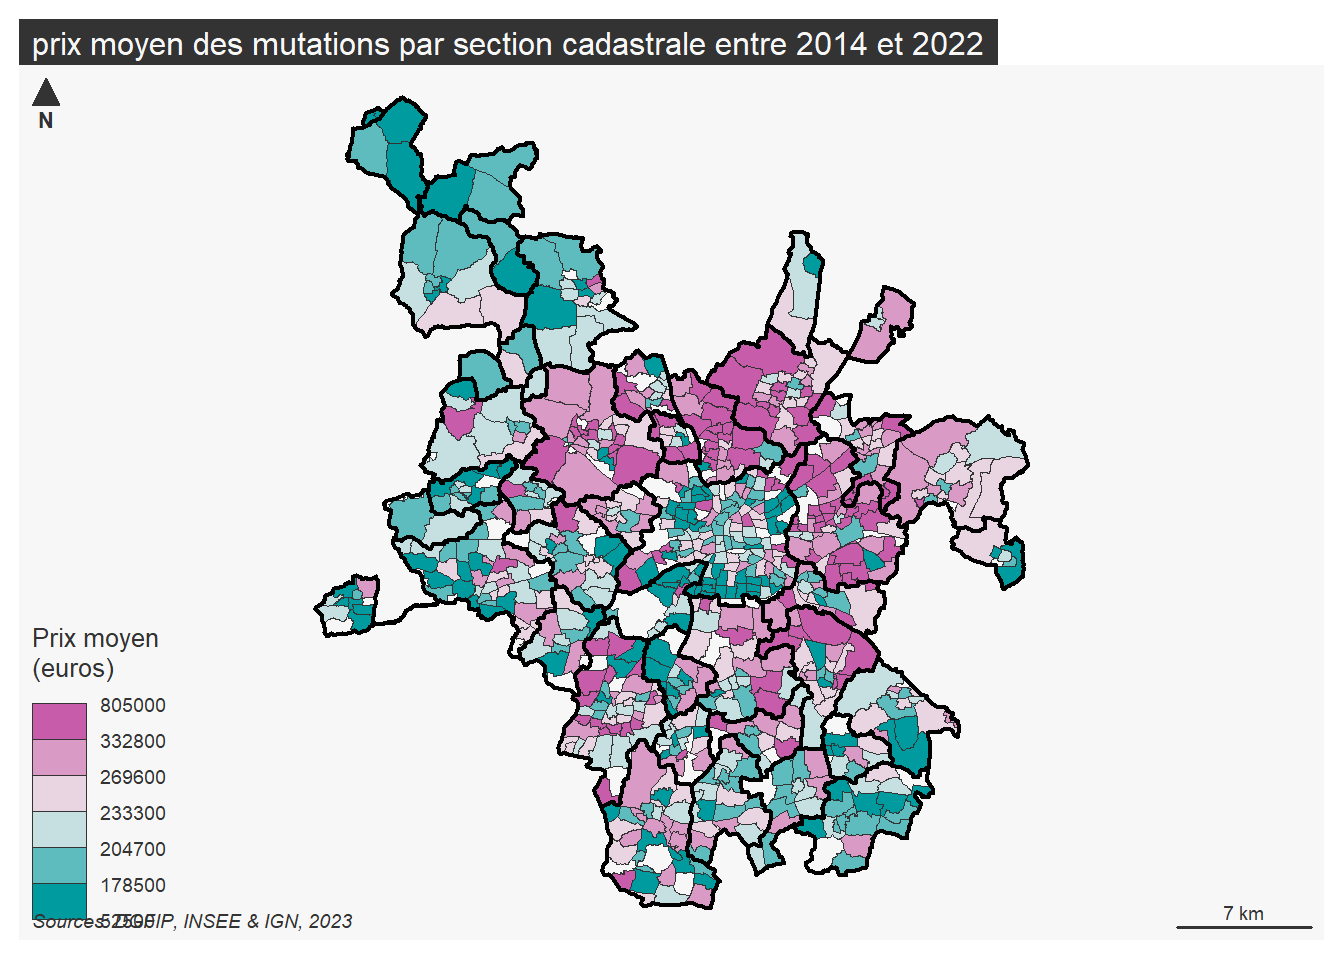 prix moyen des mutations par section cadastrale entre 2014 et 2022
N
Prix moyen
(euros)
805000
332800
269600
233300
204700
178500
Sources: DGFIP, INSEE & IGN, 2023
7 km